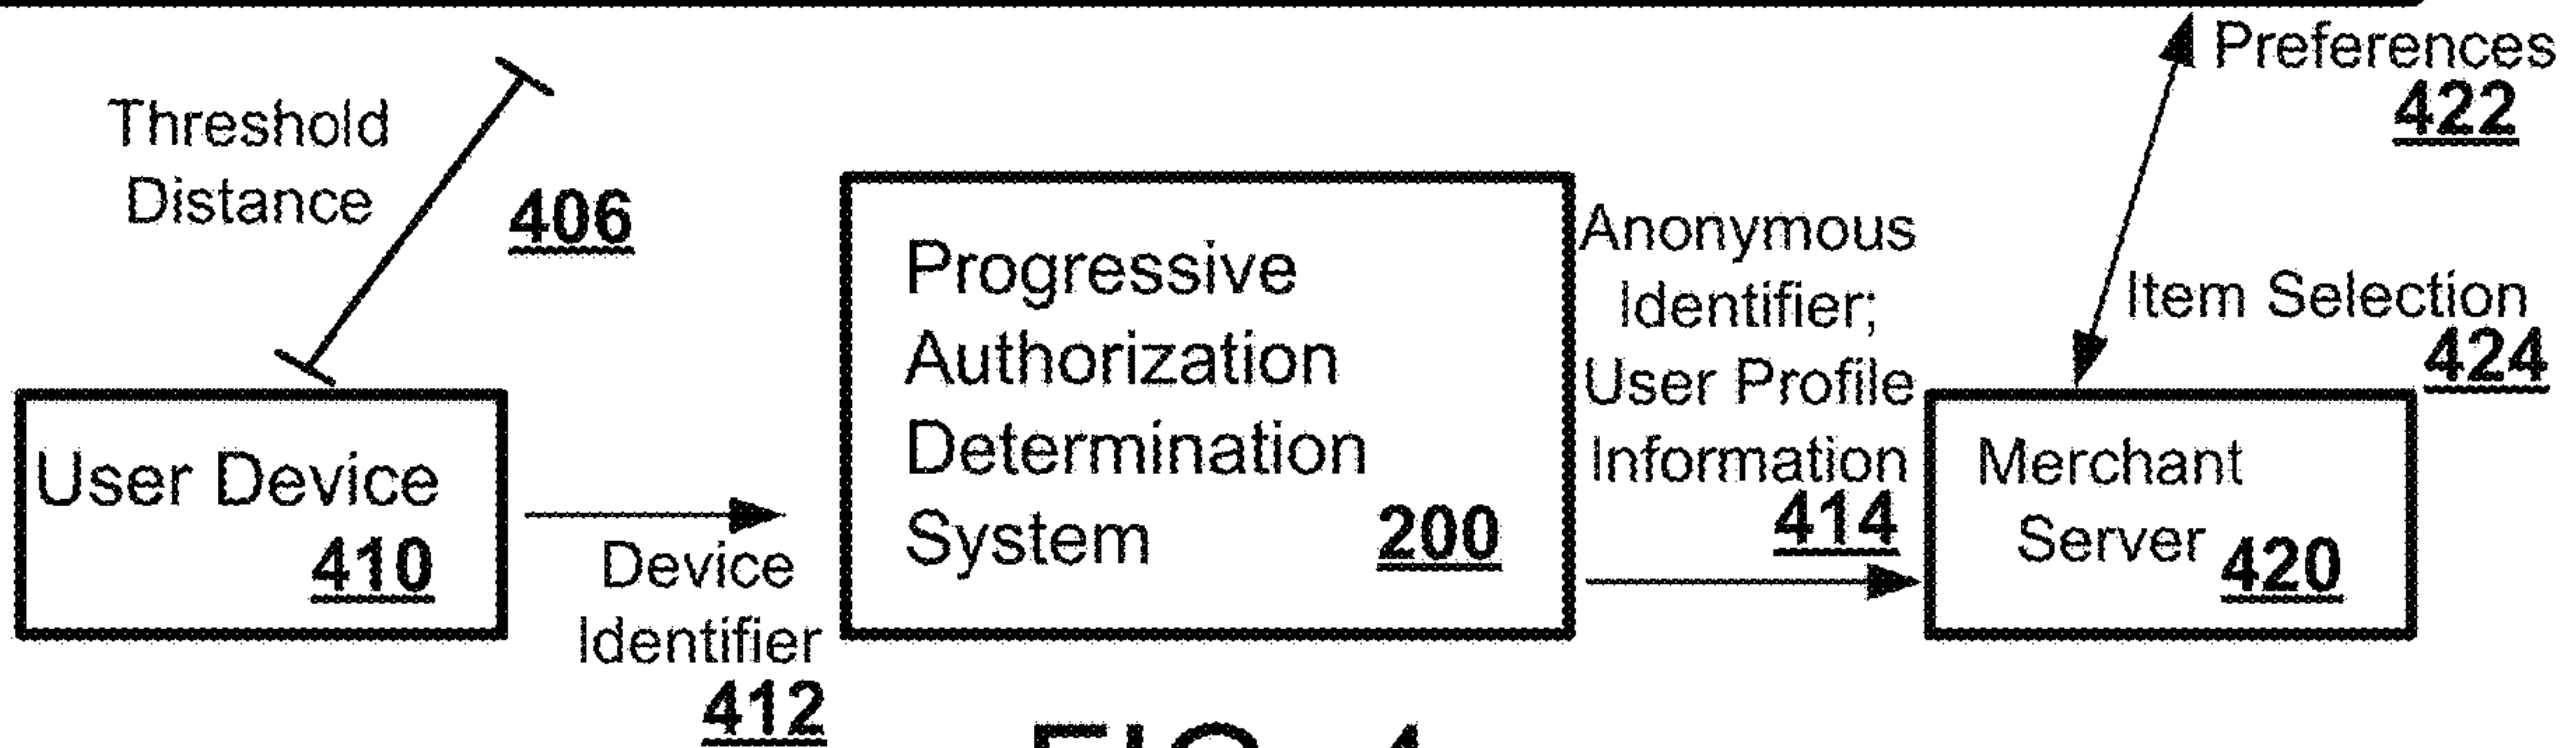 Preferences
422
Threshold
Distance
406
Item Selection
424
User Device
410
Device
Identifier
412
Progressive
Authorization
Determination
System 200
Anonymous
Identifier;
User Profile
Information
414
Merchant
Server 420